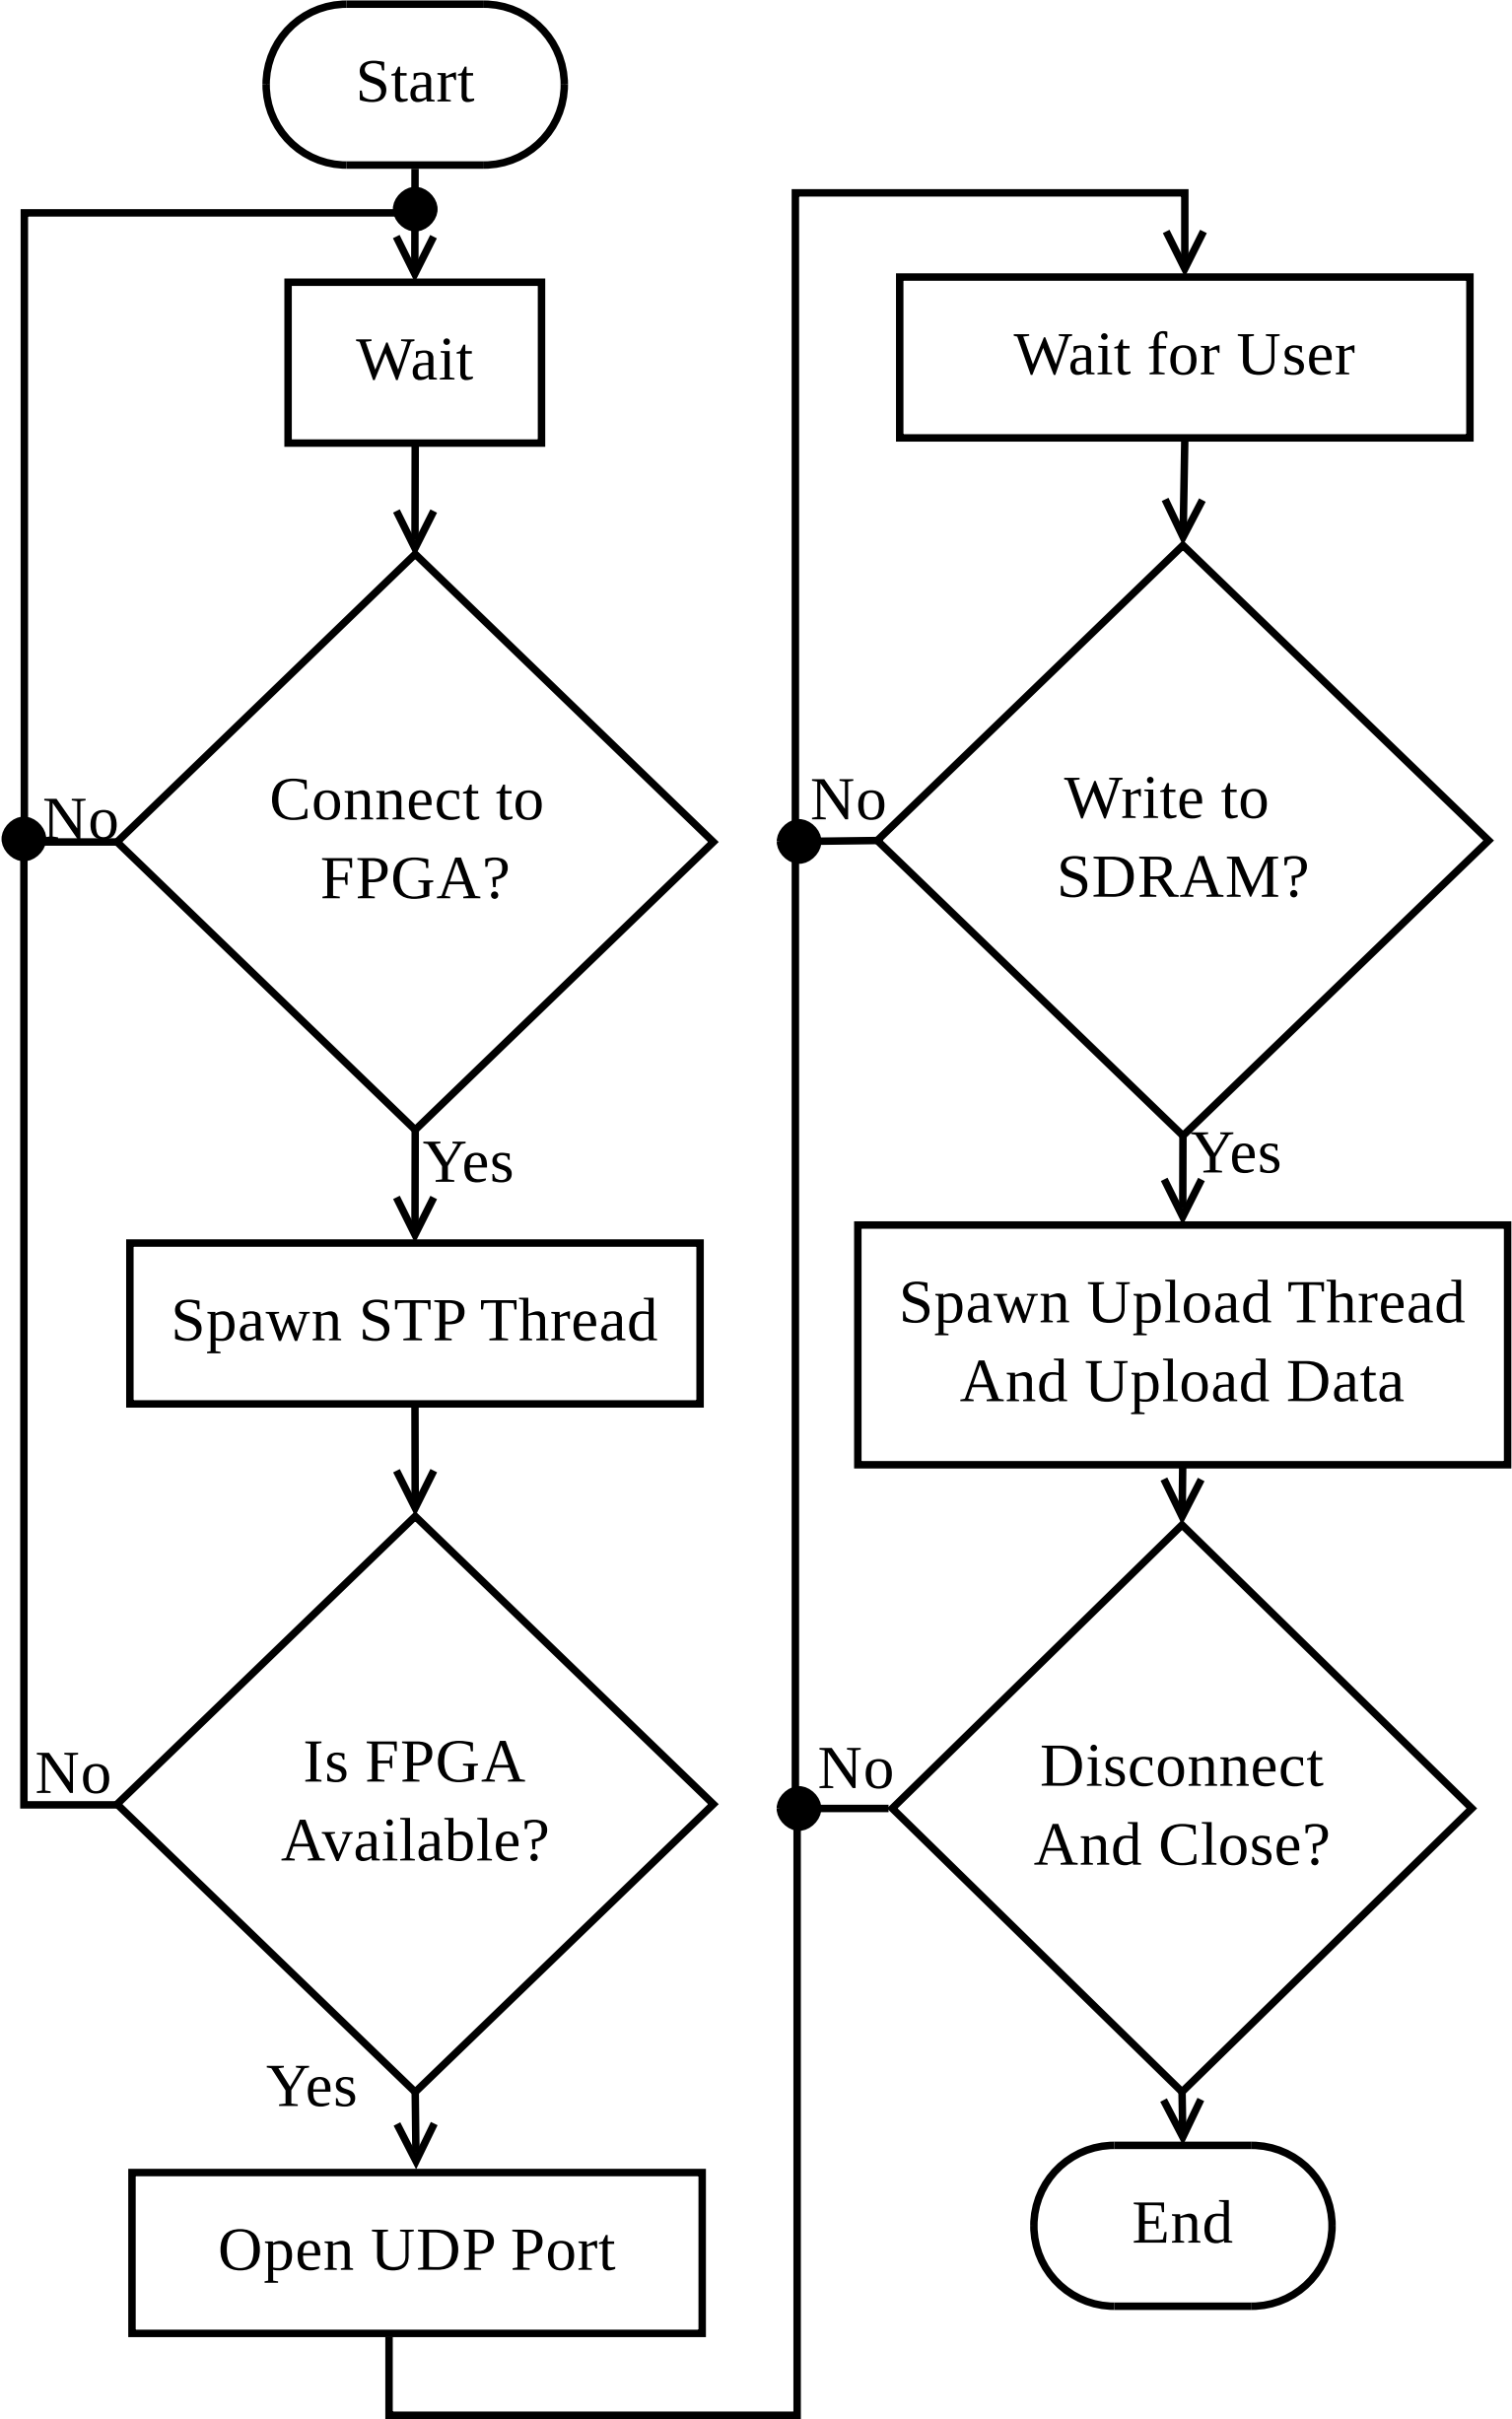 Start
Wait
Connect to
FPGA?
No
Yes
Spawn STP Thread
Is FPGA
Available?
No
Yes
Open UDP Port
Wait for User
Write to
SDRAM?
No
Yes
Spawn Upload Thread
And Upload Data
Disconnect
And Close?
No
End